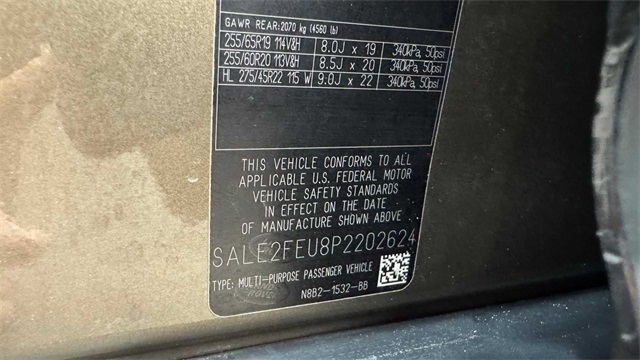 GAWR REAR: 2070 kg (4560 lb)
255/65R19 114V&H 8.0J x 19 340kPa, 50psi
255/60R20 113V&H 8.5J x 20 340kPa, 50psi
HL 275/45R22 115 W 9.0J x 22 340kPa, 50psi
THIS VEHICLE CONFORMS TO ALL
APPLICABLE U.S. FEDERAL MOTOR
VEHICLE SAFETY STANDARDS
IN EFFECT ON THE DATE
OF MANUFACTURE SHOWN ABOVE
SALE2FEU8P2202624
TYPE: MULTI-PURPOSE PASSENGER VEHICLE
ROVER
N8B2-1532-BB